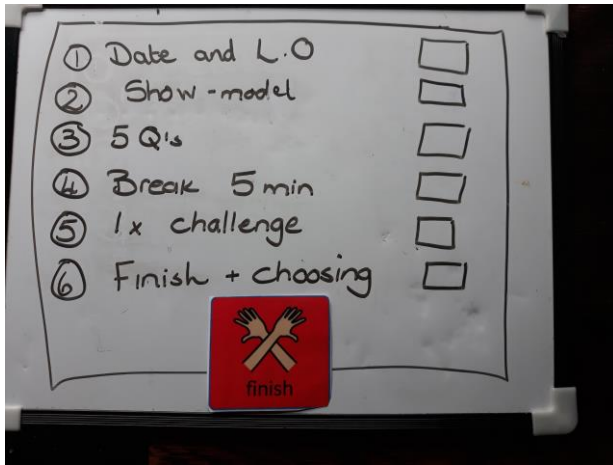 ① Date and L.O
② Show-model
③ 5 Q's
④ Break 5 min
⑤ 1x challenge
⑥ Finish + choosing
finish